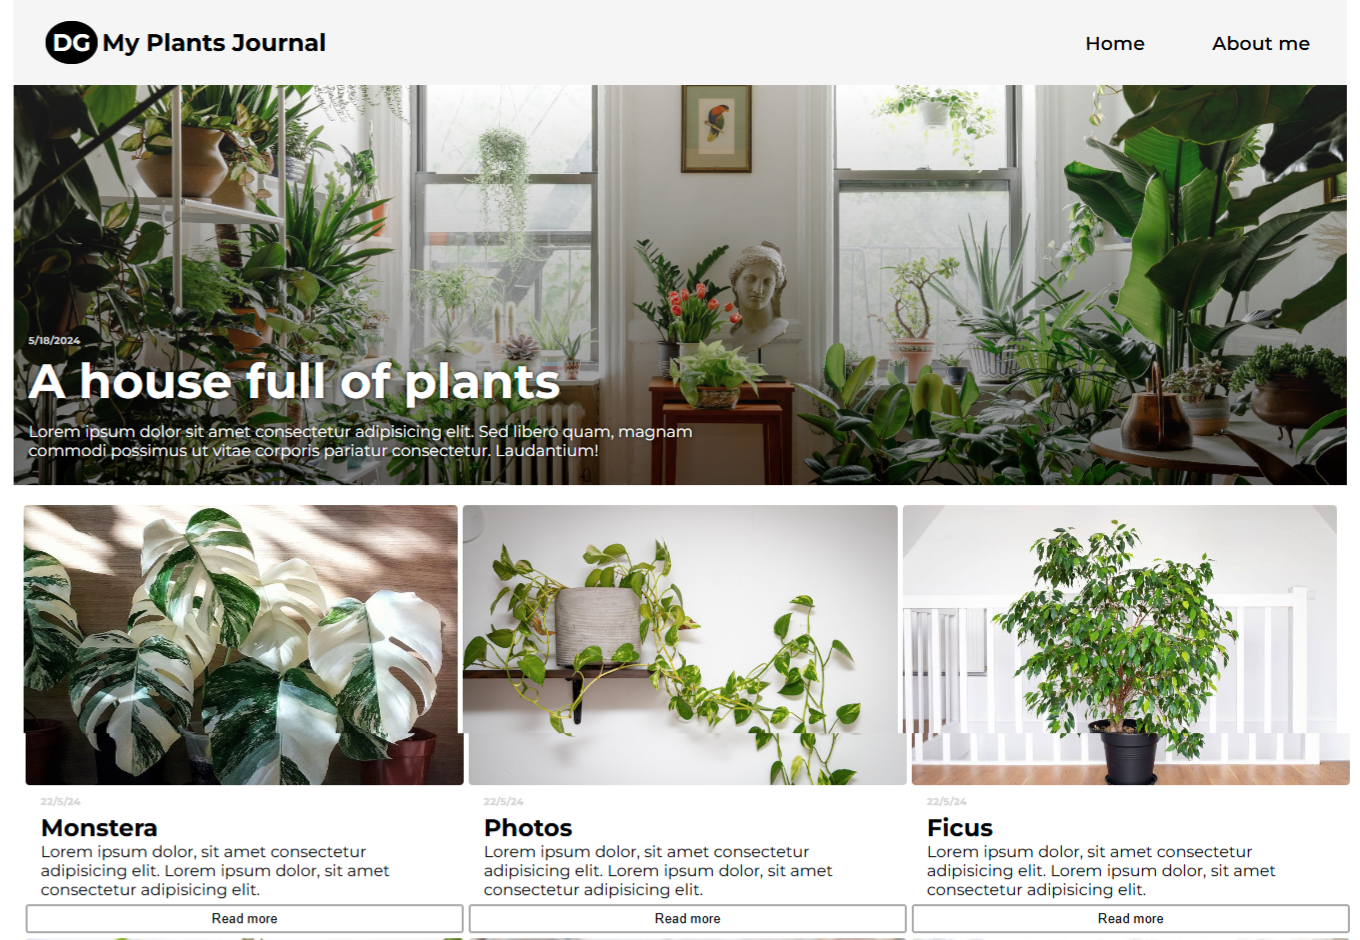 DG My Plants Journal
Home
About me
5/18/2024
A house full of plants
Lorem ipsum dolor sit amet consectetur adipisicing elit. Sed libero quam, magnam
commodi possimus ut vitae corporis pariatur consectetur. Laudantium!
22/5/24
Monstera
Lorem ipsum dolor, sit amet consectetur
adipisicing elit. Lorem ipsum dolor, sit amet
consectetur adipisicing elit.
Read more
22/5/24
Photos
Lorem ipsum dolor, sit amet consectetur
adipisicing elit. Lorem ipsum dolor, sit amet
consectetur adipisicing elit.
Read more
22/5/24
Ficus
Lorem ipsum dolor, sit amet consectetur
adipisicing elit. Lorem ipsum dolor, sit amet
consectetur adipisicing elit.
Read more